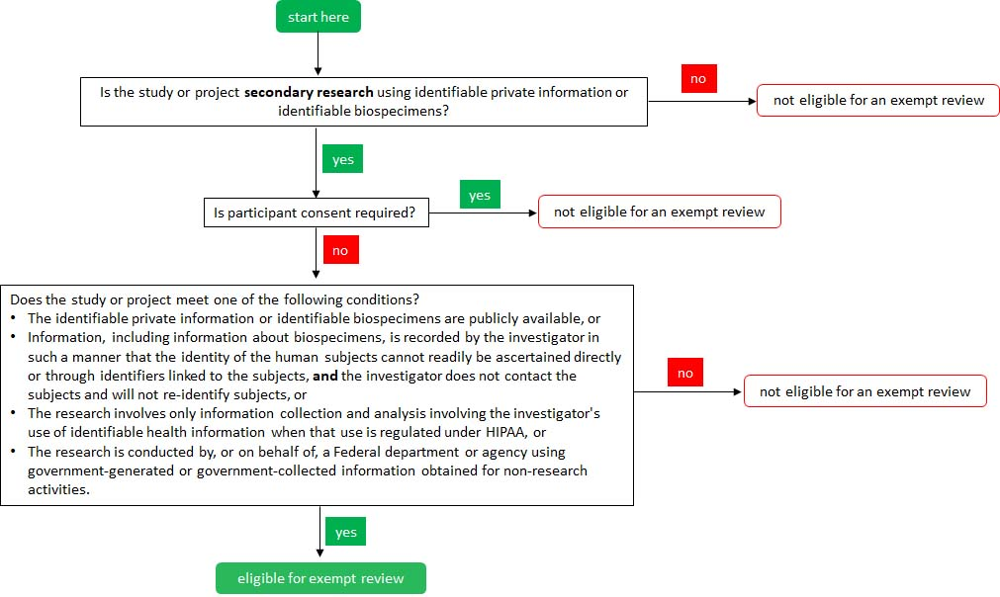 start here
Is the study or project secondary research using identifiable private information or
identifiable biospecimens?
no
not eligible for an exempt review
yes
Is participant consent required?
yes
not eligible for an exempt review
no
Does the study or project meet one of the following conditions?
• The identifiable private information or identifiable biospecimens are publicly available, or
• Information, including information about biospecimens, is recorded by the investigator in
such a manner that the identity of the human subjects cannot readily be ascertained directly
or through identifiers linked to the subjects, and the investigator does not contact the
subjects and will not re-identify subjects, or
• The research involves only information collection and analysis involving the investigator's
use of identifiable health information when that use is regulated under HIPAA, or
• The research is conducted by, or on behalf of, a Federal department or agency using
government-generated or government-collected information obtained for non-research
activities.
no
not eligible for an exempt review
yes
eligible for exempt review